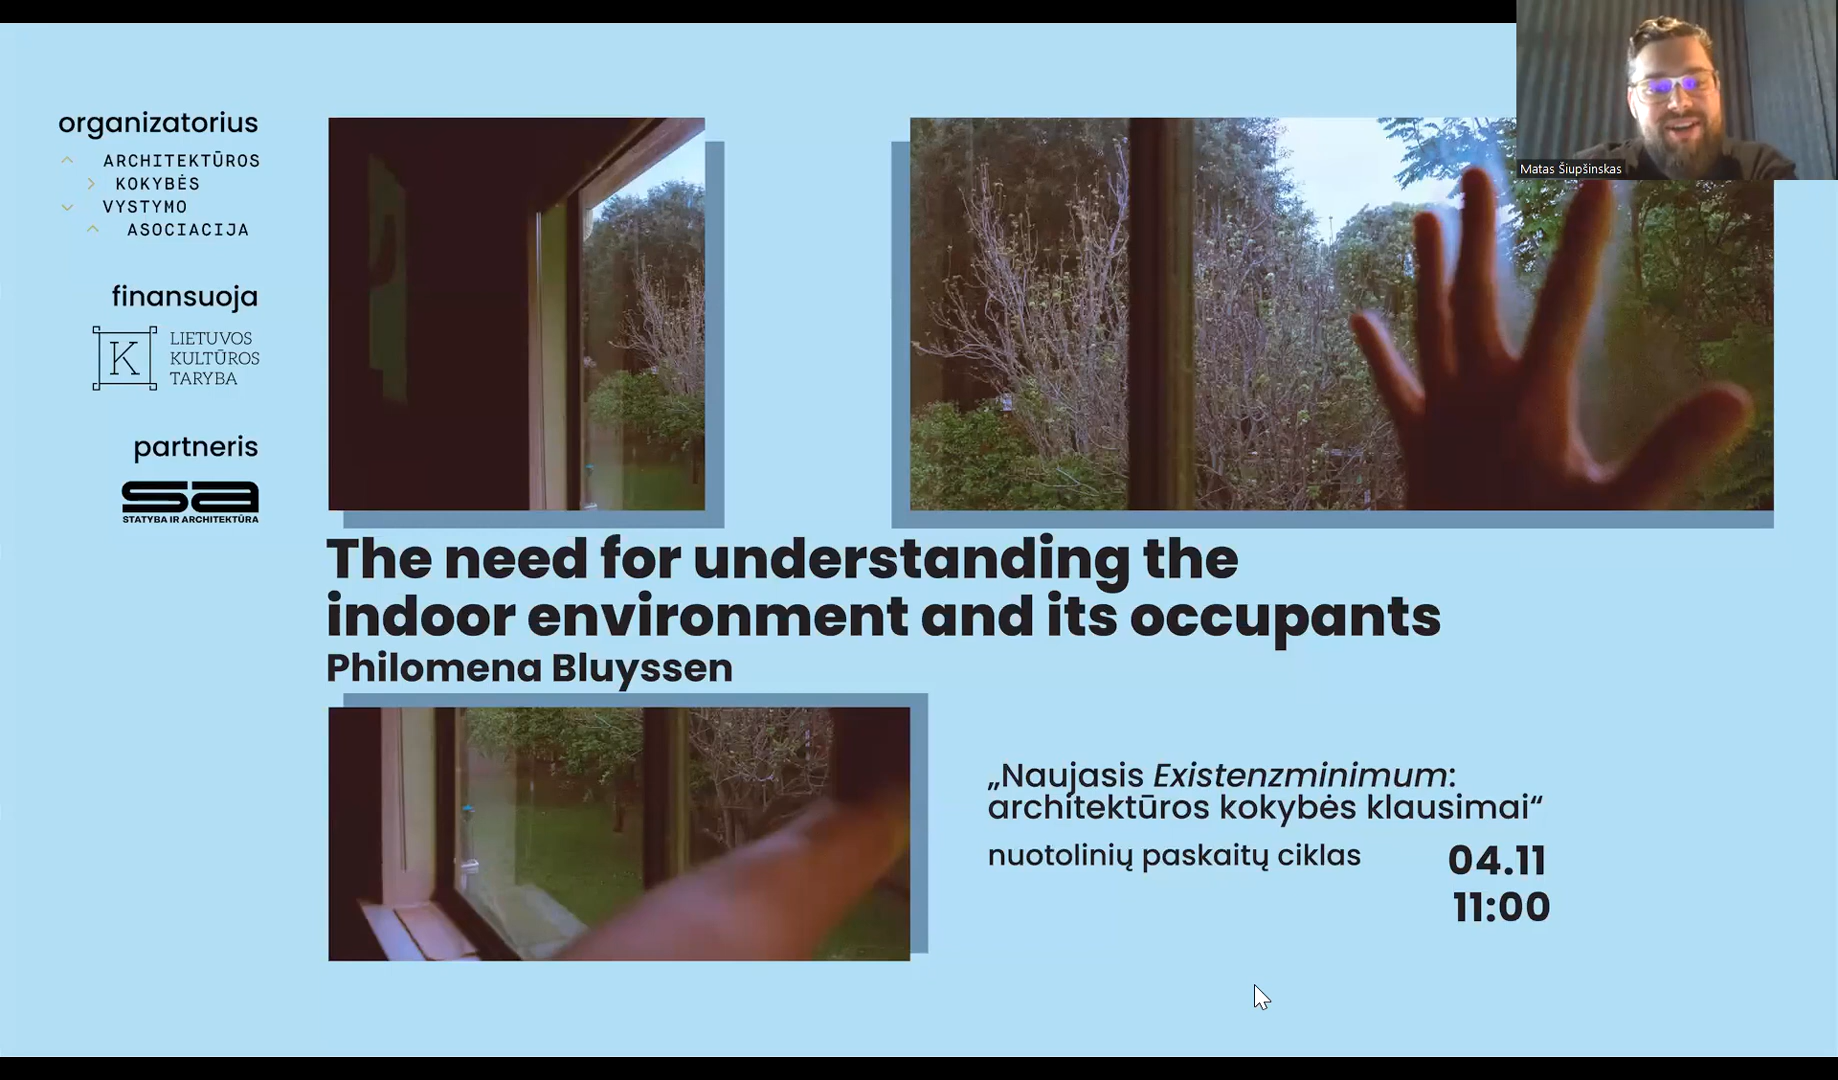 organizatorius
ARCHITEKTŪROS
KOKYBĖS
VYSTYMO
ASOCIACIJA
finansuoja
K
LIETUVOS
KULTŪROS
TARYBA
partneris
sa
STATYBA IR ARCHITEKTŪRA
Matas Šiupšinskas
The need for understanding the
indoor environment and its occupants
Philomena Bluyssen
„Naujasis Existenzminimum:
architektūros kokybės klausimai“
nuotolinių paskaitų ciklas
04.11
11:00